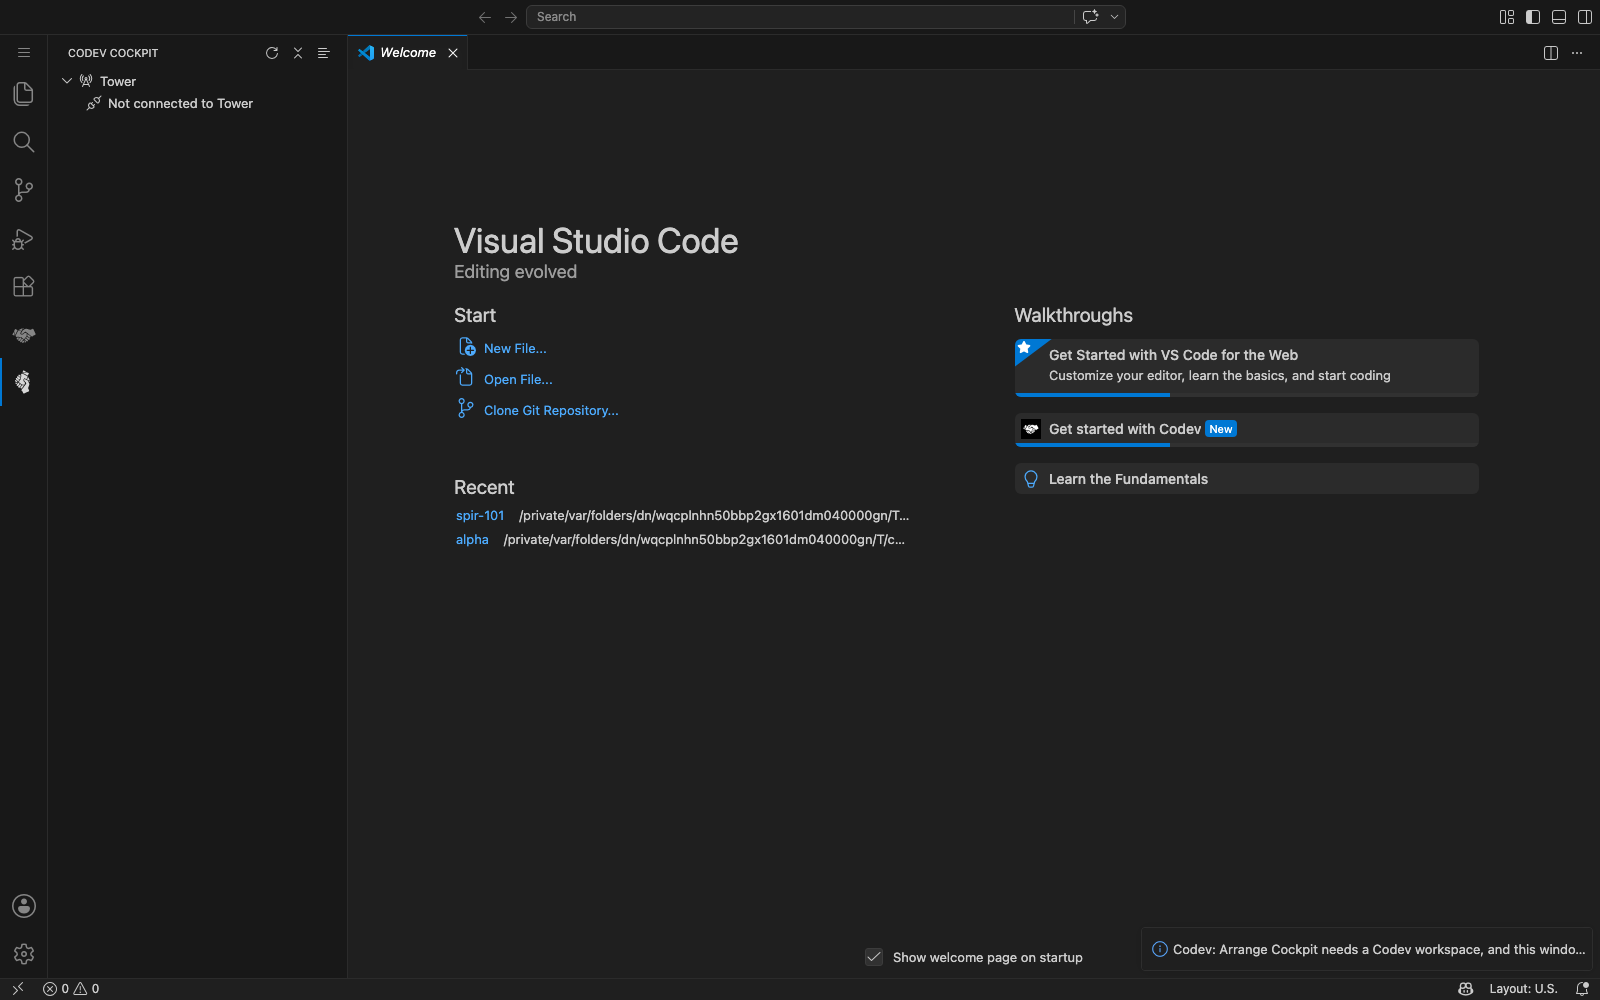 Search
CODEV COCKPIT
Welcome
Tower
Not connected to Tower
Visual Studio Code
Editing evolved
Start
New File...
Open File...
Clone Git Repository...
Recent
spir-101 /private/var/folders/dn/wqcplnhn50bbp2gx1601dm040000gn/T...
alpha /private/var/folders/dn/wqcplnhn50bbp2gx1601dm040000gn/T/c...
Walkthroughs
Get Started with VS Code for the Web
Customize your editor, learn the basics, and start coding
Get started with Codev New
Learn the Fundamentals
Show welcome page on startup
Codev: Arrange Cockpit needs a Codev workspace, and this windo...
0 0
Layout: U.S.